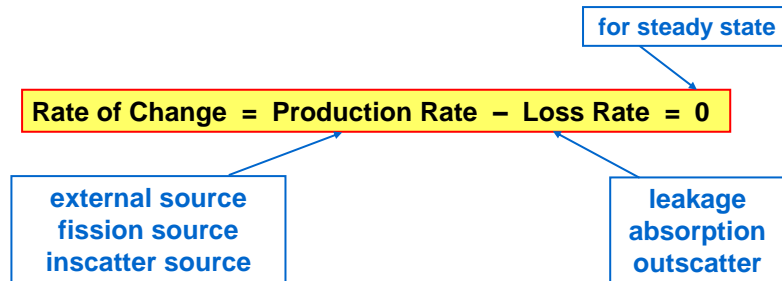 for steady state
Rate of Change = Production Rate – Loss Rate = 0
external source
fission source
inscatter source
leakage
absorption
outscatter